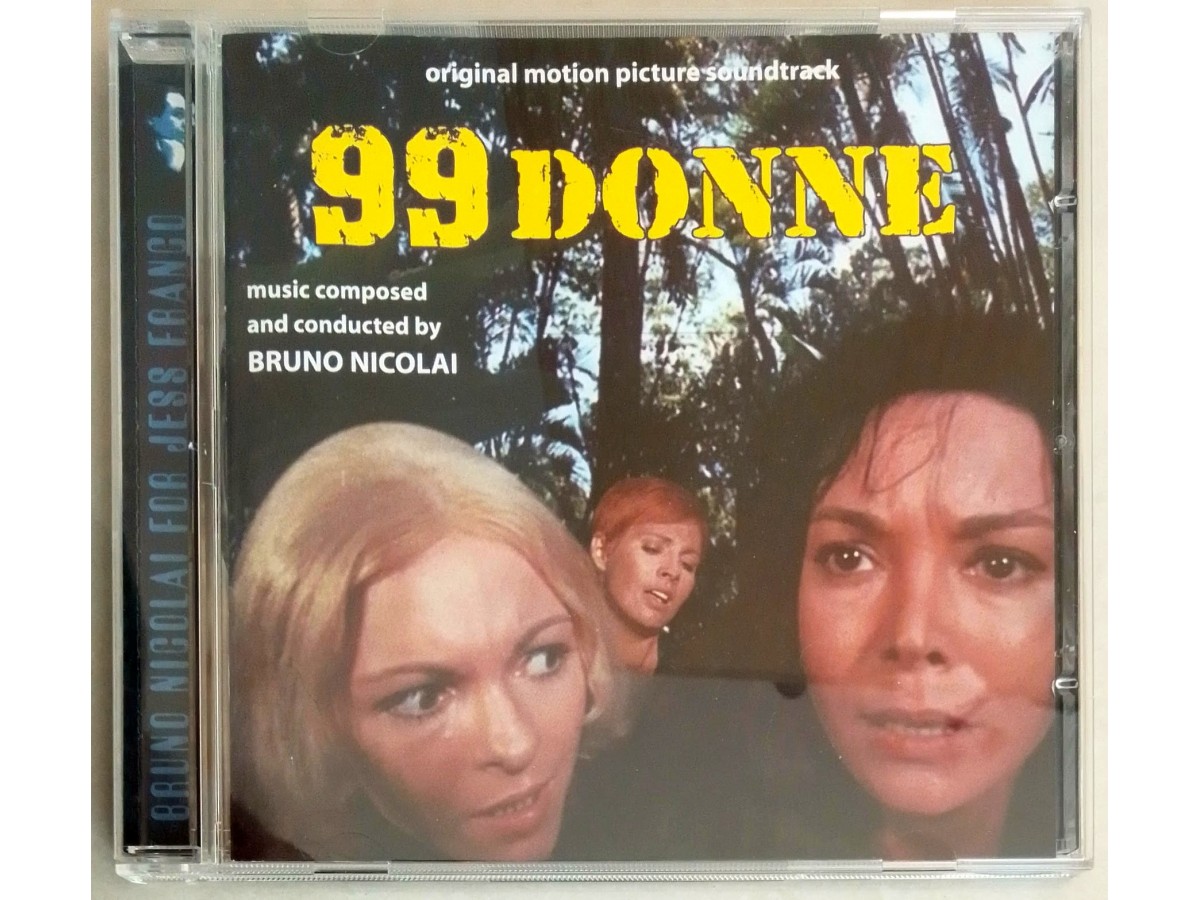 original motion picture soundtrack
99 DONNE
music composed
and conducted by
BRUNO NICOLAI
BRUNO NICOLAI FOR JESS FRANCO